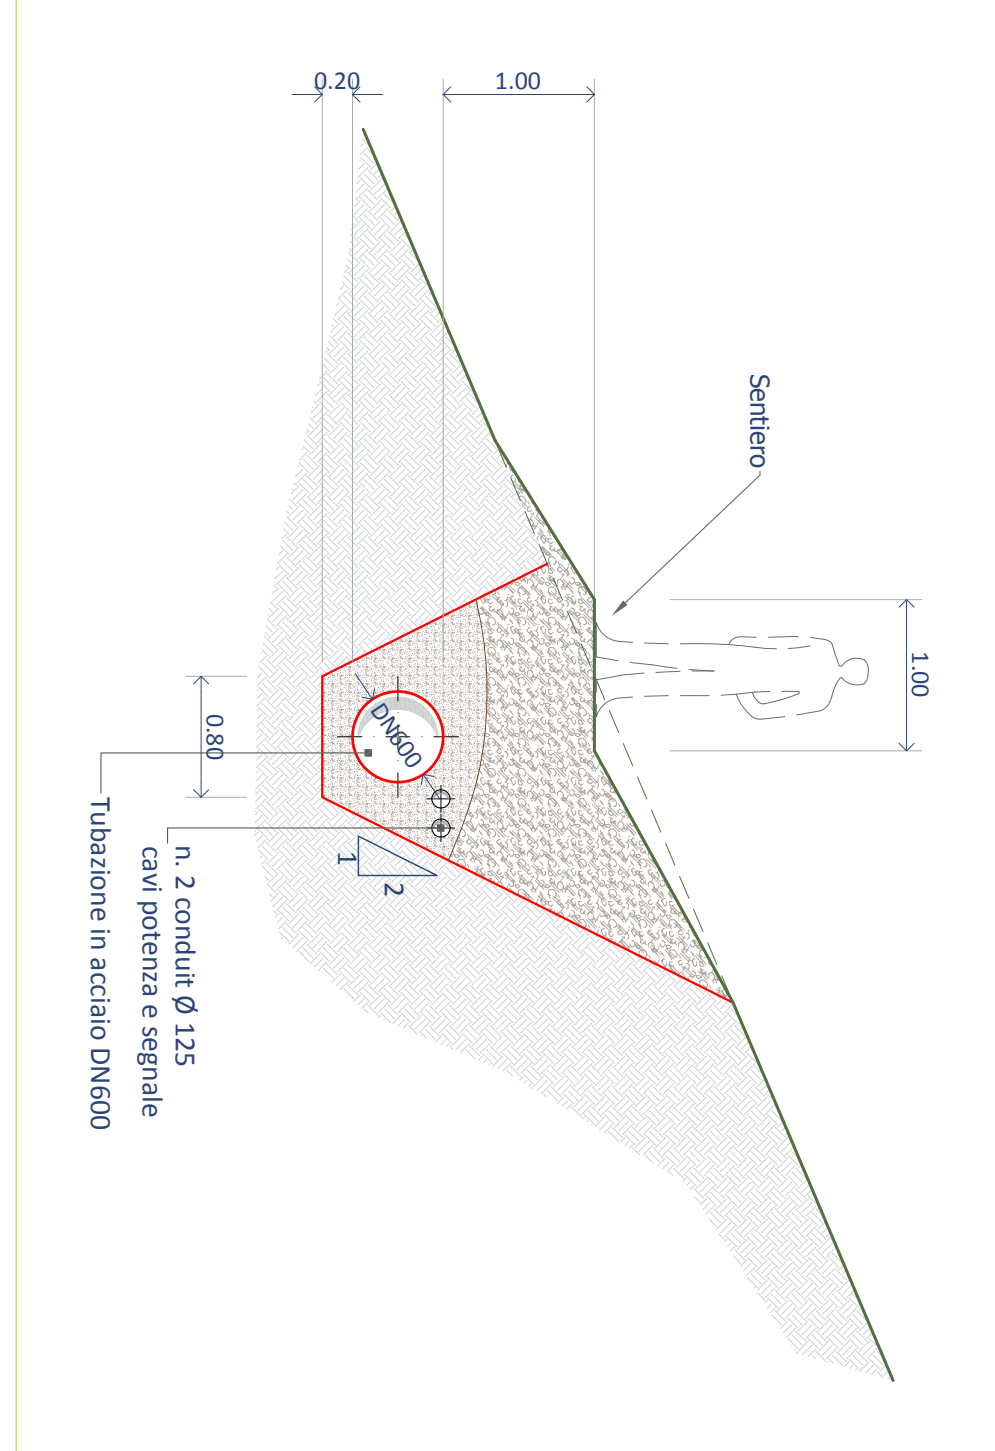 0.20
1.00
Sentiero
1.00
DN600
0.80
1
2
n. 2 conduit Ø 125
cavi potenza e segnale
Tubazione in acciaio DN600